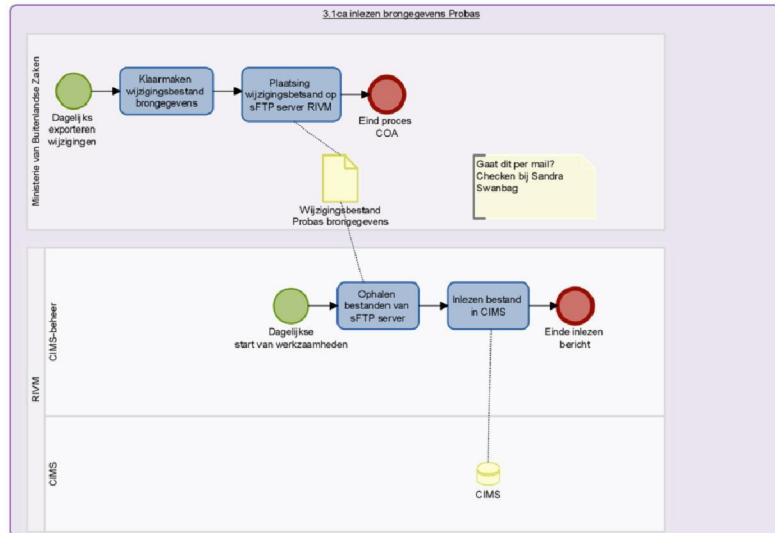 3.1ca inlezen brongegevens Probas
Ministerie van Buitenlandse Zaken
Dagelijks
exporteren
wijzigingen
Klaarmaken
wijzigingsbestand
brongegevens
Plaatsing
wijzigingsbetsand op
sFTP server RIVM
Eind proces
COA
Wijzigingsbestand
Probas brongegevens
Gaat dit per mail?
Checken bij Sandra
Swanbag
RIVM
CIMS-beheer
Dagelijkse
start van werkzaamheden
Ophalen
bestanden van
sFTP server
Inlezen bestand
in CIMS
Einde inlezen
bericht
CIMS
CIMS